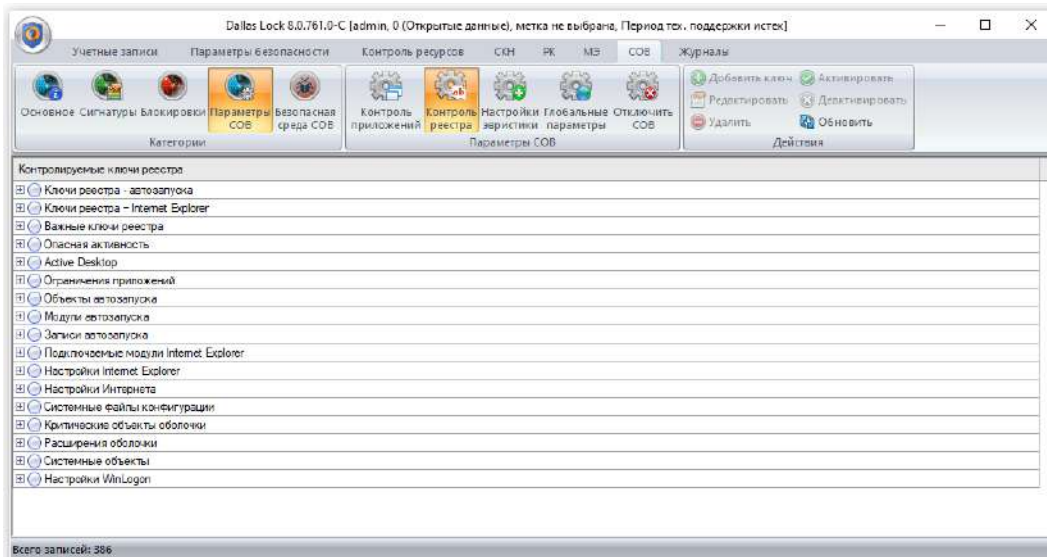 Dallas Lock 8.0.761.0-C [admin, 0 (Открытые данные), метка не выбрана, Период тех. поддержки истек]
Учетные записи Параметры безопасности Контроль ресурсов СКН РК МЭ СОВ Журналы
Основное Сигнатуры Блокировки Параметры СОВ Безопасная среда СОВ
Категории
Контроль приложений Контроль реестра Настройки эвристики Глобальные параметры Отключить СОВ
Параметры СОВ
Добавить ключ Активировать
Редактировать Деактивировать
Удалить Обновить
Действия
Контролируемые ключи реестра
Ключи реестра - автозапуска
Ключи реестра – Internet Explorer
Важные ключи реестра
Опасная активность
Active Desktop
Ограничения приложений
Объекты автозапуска
Модули автозапуска
Записи автозапуска
Подключаемые модули Internet Explorer
Настройки Internet Explorer
Настройки Интернета
Системные файлы конфигурации
Критические объекты оболочки
Расширения оболочки
Системные объекты
Настройки WinLogon
Всего записей: 386